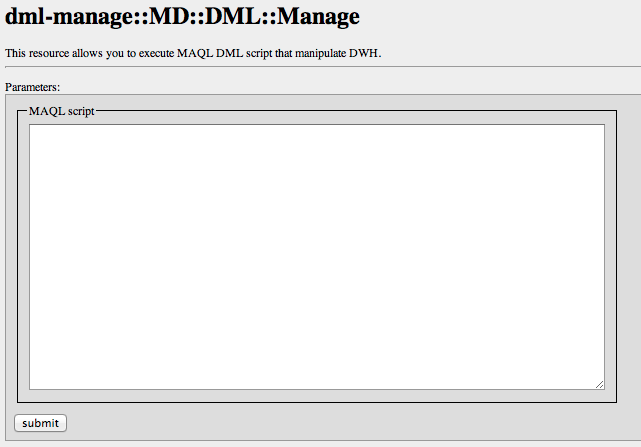 dml-manage::MD::DML::Manage
This resource allows you to execute MAQL DML script that manipulate DWH.
Parameters:
MAQL script
submit